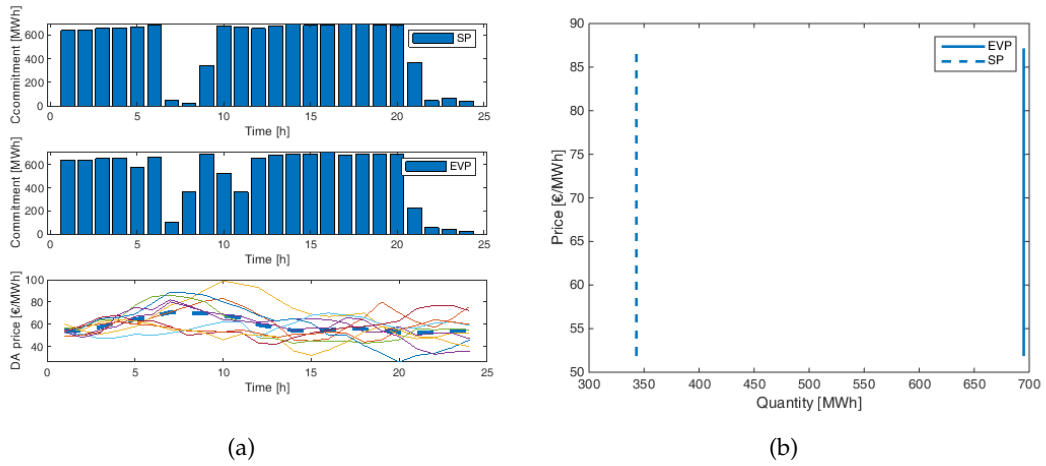 600
400
200
0
Ccommitment [MWh]
SP
0 5 10 15 20 25
Time [h]
600
400
200
0
Commitment [MWh]
EVP
0 5 10 15 20 25
Time [h]
100
80
60
40
DA price [€/MWh]
0 5 10 15 20 25
Time [h]
(a)
90
85
80
75
70
65
60
55
50
Price [€/MWh]
EVP
SP
300 350 400 450 500 550 600 650 700
Quantity [MWh]
(b)